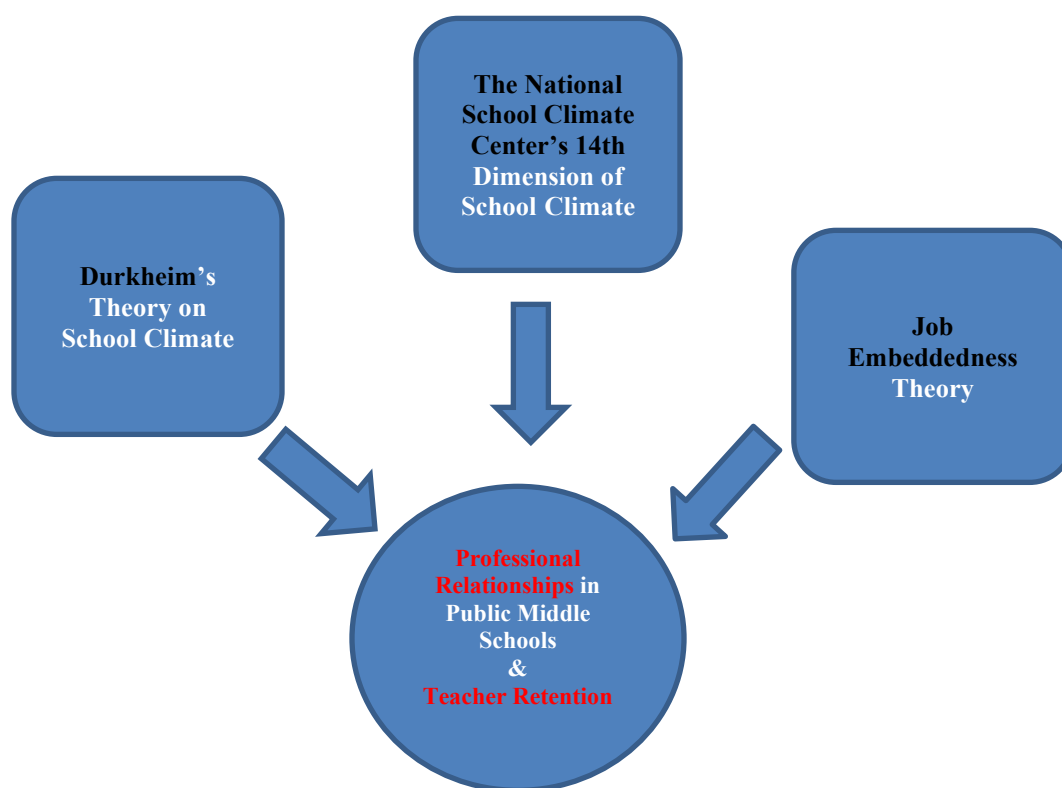 The National
School Climate
Center’s 14th
Dimension of
School Climate
Durkheim’s
Theory on
School Climate
Job
Embeddedness
Theory
Professional
Relationships in
Public Middle
Schools
&
Teacher Retention